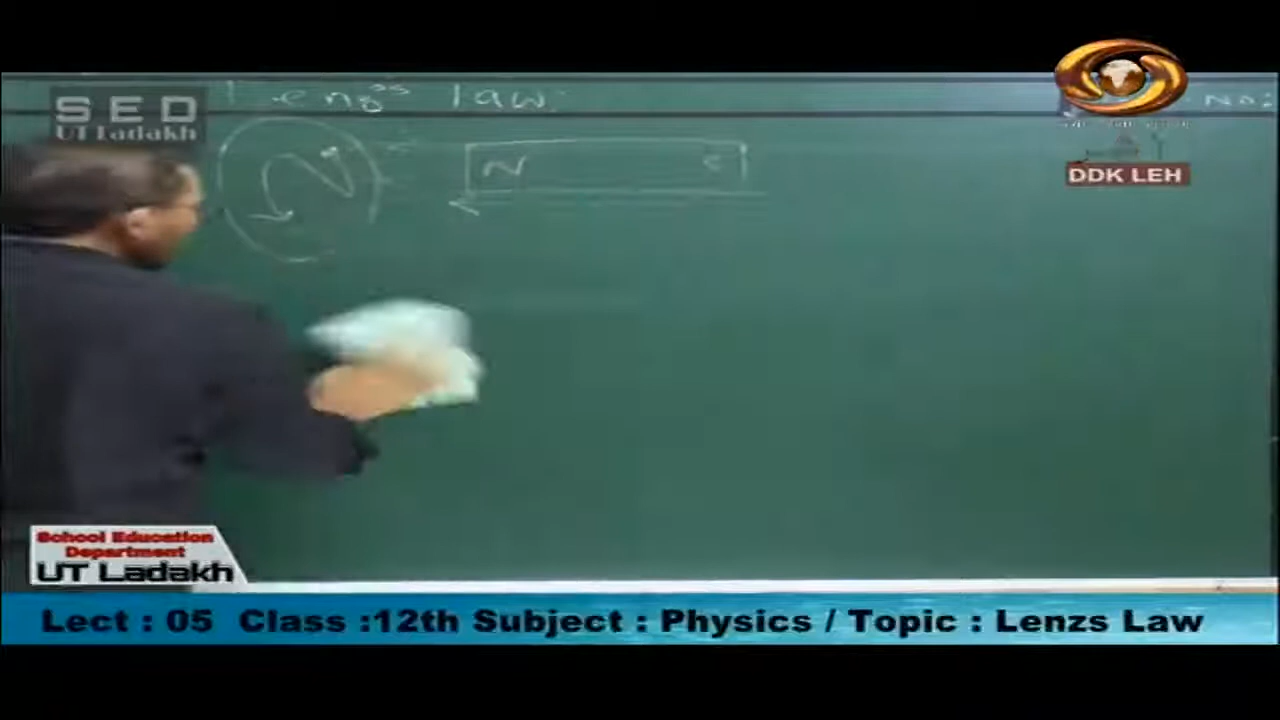 SED
UT Ladakh
Lenz's law
No:
N S
N
DDK LEH
School Education
Department
UT Ladakh
Lect : 05 Class :12th Subject : Physics / Topic : Lenzs Law